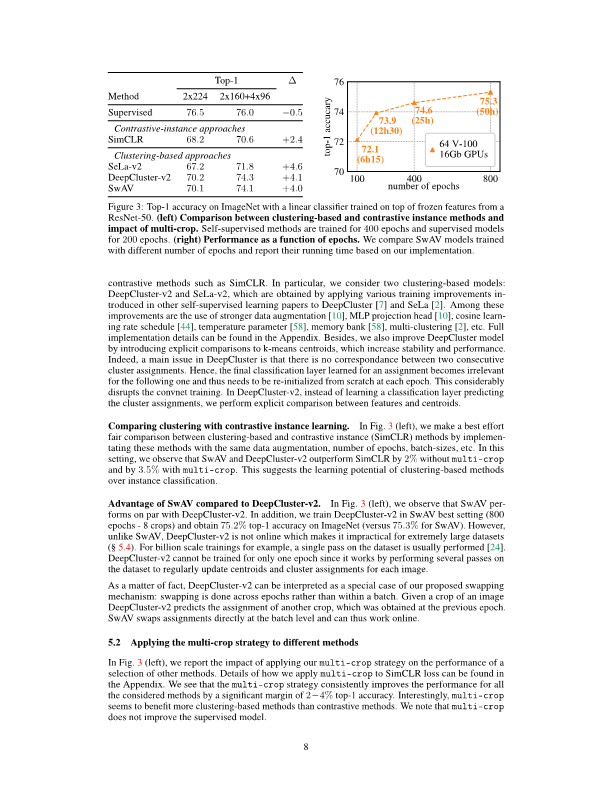 Top-1 Δ
Method 2x224 2x160+4x96
Supervised 76.5 76.0 −0.5
Contrastive-instance approaches
SimCLR 68.2 70.6 +2.4
Clustering-based approaches
SeLa-v2 67.2 71.8 +4.6
DeepCluster-v2 70.2 74.3 +4.1
SwAV 70.1 74.1 +4.0
top-1 accucacy
76
74
72
70
72.1
(6h15)
73.9
(12h30)
74.6
(25h)
75.3
(50h)
64 V-100
16Gb GPUs
100 400 800
number of epochs
Figure 3: Top-1 accuracy on ImageNet with a linear classifier trained on top of frozen features from a
ResNet-50. (left) Comparison between clustering-based and contrastive instance methods and
impact of multi-crop. Self-supervised methods are trained for 400 epochs and supervised models
for 200 epochs. (right) Performance as a function of epochs. We compare SwAV models trained
with different number of epochs and report their running time based on our implementation.
contrastive methods such as SimCLR. In particular, we consider two clustering-based models:
DeepCluster-v2 and SeLa-v2, which are obtained by applying various training improvements in-
troduced in other self-supervised learning papers to DeepCluster [7] and SeLa [2]. Among these
improvements are the use of stronger data augmentation [10], MLP projection head [10], cosine learn-
ing rate schedule [44], temperature parameter [58], memory bank [58], multi-clustering [2], etc. Full
implementation details can be found in the Appendix. Besides, we also improve DeepCluster model
by introducing explicit comparisons to k-means centroids, which increase stability and performance.
Indeed, a main issue in DeepCluster is that there is no correspondance between two consecutive
cluster assignments. Hence, the final classification layer learned for an assignment becomes irrelevant
for the following one and thus needs to be re-initialized from scratch at each epoch. This considerably
disrupts the convnet training. In DeepCluster-v2, instead of learning a classification layer predicting
the cluster assignments, we perform explicit comparison between features and centroids.
Comparing clustering with contrastive instance learning. In Fig. 3 (left), we make a best effort
fair comparison between clustering-based and contrastive instance (SimCLR) methods by implemen-
tating these methods with the same data augmentation, number of epochs, batch-sizes, etc. In this
setting, we observe that SwAV and DeepCluster-v2 outperform SimCLR by 2% without multi-crop
and by 3.5% with multi-crop. This suggests the learning potential of clustering-based methods
over instance classification.
Advantage of SwAV compared to DeepCluster-v2. In Fig. 3 (left), we observe that SwAV per-
forms on par with DeepCluster-v2. In addition, we train DeepCluster-v2 in SwAV best setting (800
epochs - 8 crops) and obtain 75.2% top-1 accuracy on ImageNet (versus 75.3% for SwAV). However,
unlike SwAV, DeepCluster-v2 is not online which makes it impractical for extremely large datasets
(§ 5.4). For billion scale trainings for example, a single pass on the dataset is usually performed [24].
DeepCluster-v2 cannot be trained for only one epoch since it works by performing several passes on
the dataset to regularly update centroids and cluster assignments for each image.
As a matter of fact, DeepCluster-v2 can be interpreted as a special case of our proposed swapping
mechanism: swapping is done across epochs rather than within a batch. Given a crop of an image
DeepCluster-v2 predicts the assignment of another crop, which was obtained at the previous epoch.
SwAV swaps assignments directly at the batch level and can thus work online.
5.2 Applying the multi-crop strategy to different methods
In Fig. 3 (left), we report the impact of applying our multi-crop strategy on the performance of a
selection of other methods. Details of how we apply multi-crop to SimCLR loss can be found in
the Appendix. We see that the multi-crop strategy consistently improves the performance for all
the considered methods by a significant margin of 2−4% top-1 accuracy. Interestingly, multi-crop
seems to benefit more clustering-based methods than contrastive methods. We note that multi-crop
does not improve the supervised model.
8